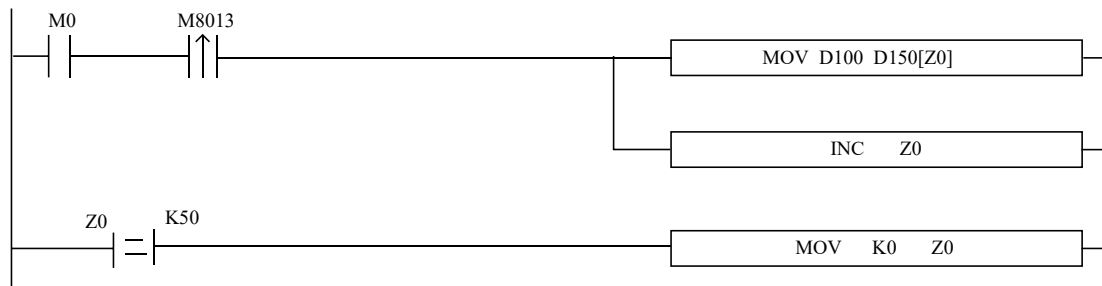 M0 M8013
MOV D100 D150[Z0]
INC Z0
Z0 K50
MOV K0 Z0